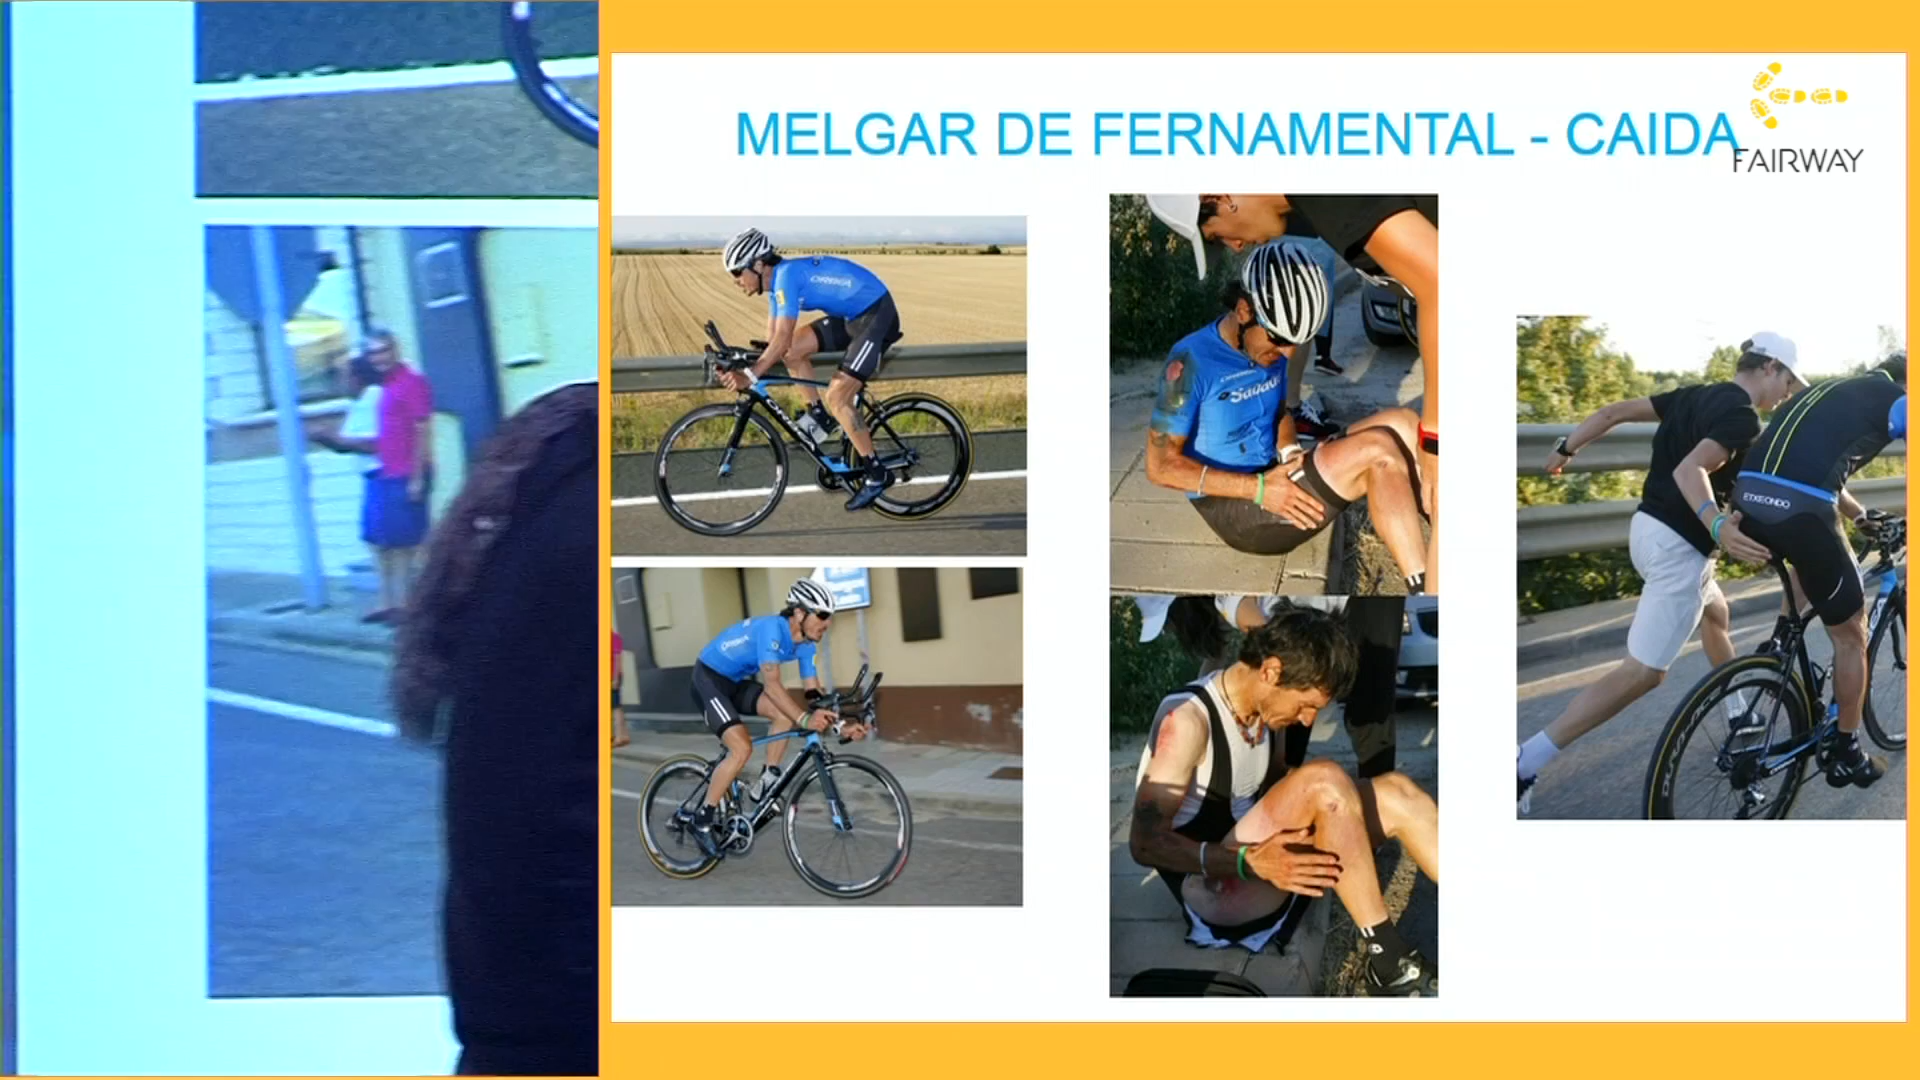 MELGAR DE FERNAMENTAL - CAIDA
FAIRWAY
ORBEA
ORBEA
ETXEONDO